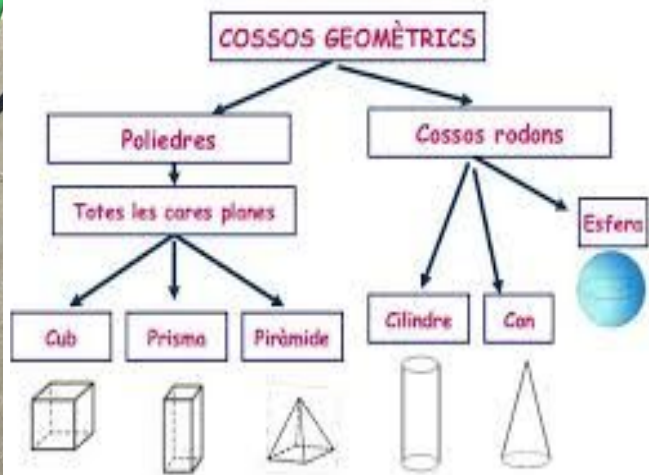 COSSOS GEOMÈTRICS
Poliedres
Cossos rodons
Totes les cares planes
Esfera
Cub
Prisma
Piràmide
Cilindre
Con